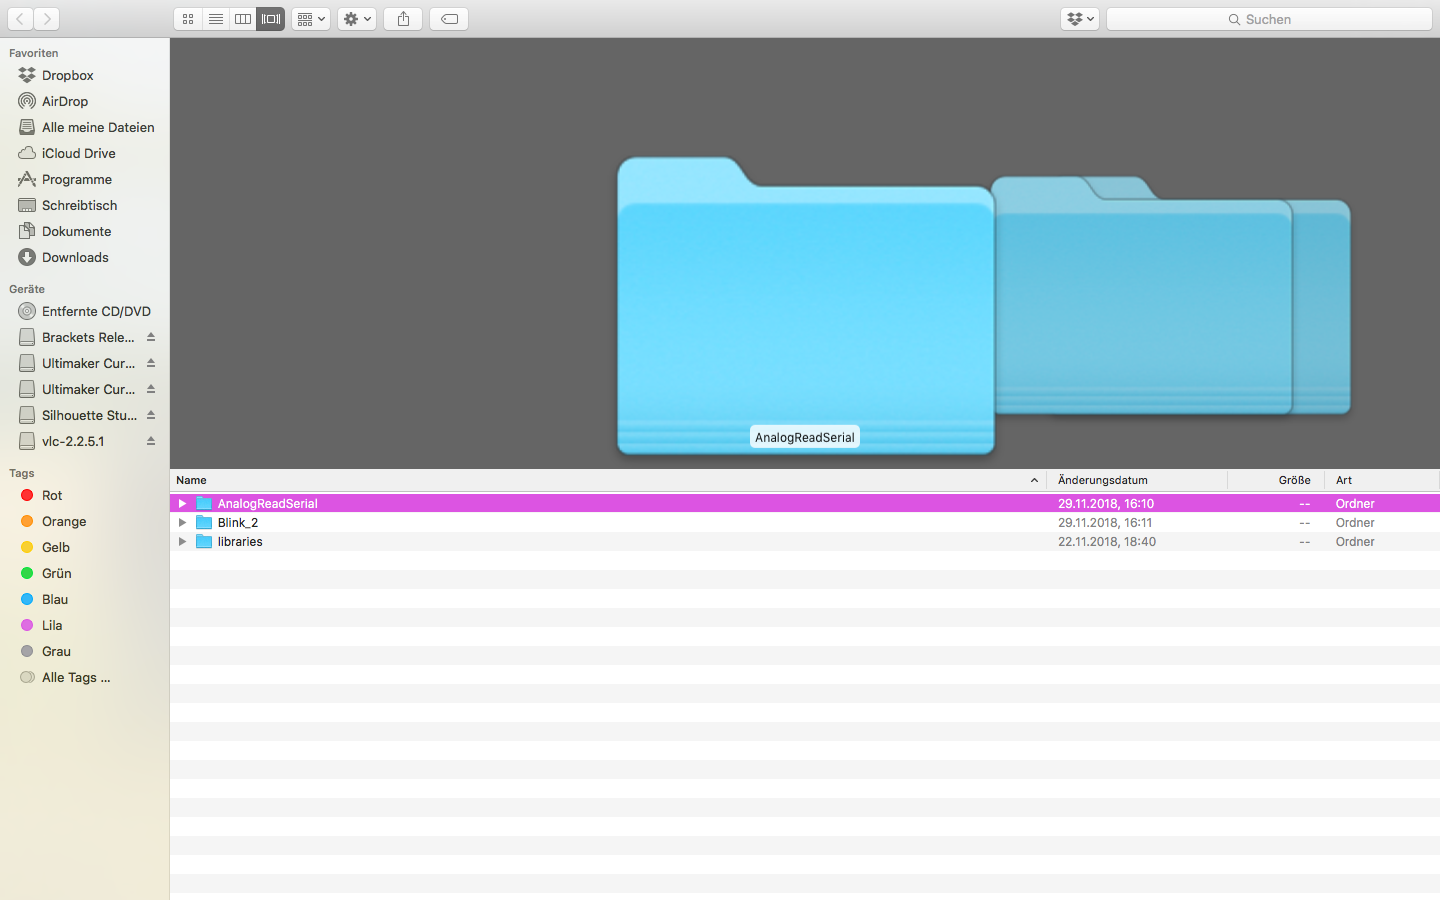 Suchen
Favoriten
Dropbox
AirDrop
Alle meine Dateien
iCloud Drive
Programme
Schreibtisch
Dokumente
Downloads
Geräte
Entfernte CD/DVD
Brackets Rele...
Ultimaker Cur...
Ultimaker Cur...
Silhouette Stu...
vlc-2.2.5.1
Tags
Rot
Orange
Gelb
Grün
Blau
Lila
Grau
Alle Tags ...
AnalogReadSerial
Name Änderungsdatum Größe Art
AnalogReadSerial 29.11.2018, 16:10 -- Ordner
Blink_2 29.11.2018, 16:11 -- Ordner
libraries 22.11.2018, 18:40 -- Ordner